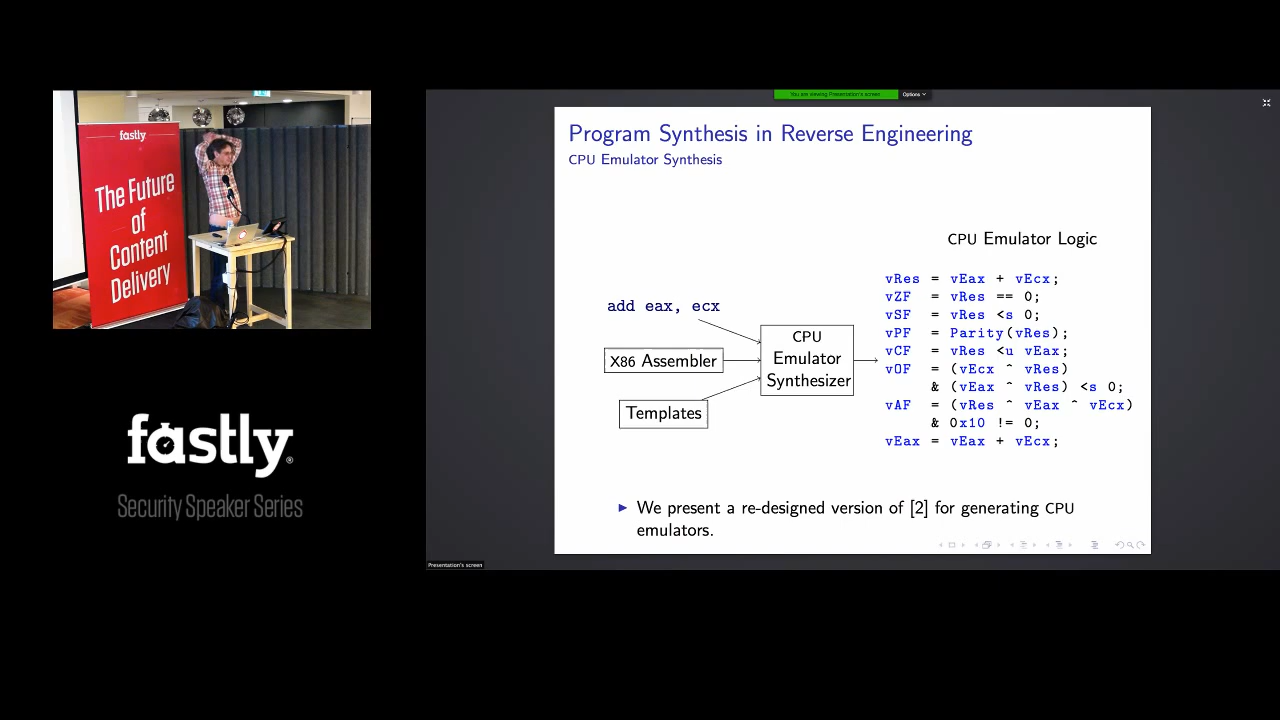 You are viewing Presentation's screen
Options
fastly
The Future
of
Content
Delivery
fastly
Security Speaker Series
Program Synthesis in Reverse Engineering
CPU Emulator Synthesis
add eax, ecx
X86 Assembler
Templates
CPU
Emulator
Synthesizer
CPU Emulator Logic
vRes = vEax + vEcx;
vZF = vRes == 0;
vSF = vRes <s 0;
vPF = Parity(vRes);
vCF = vRes <u vEax;
vOF = (vEcx ^ vRes)
& (vEax ^ vRes) <s 0;
vAF = (vRes ^ vEax ^ vEcx)
& 0x10 != 0;
vEax = vEax + vEcx;
► We present a re-designed version of [2] for generating CPU
emulators.
Presentation's screen